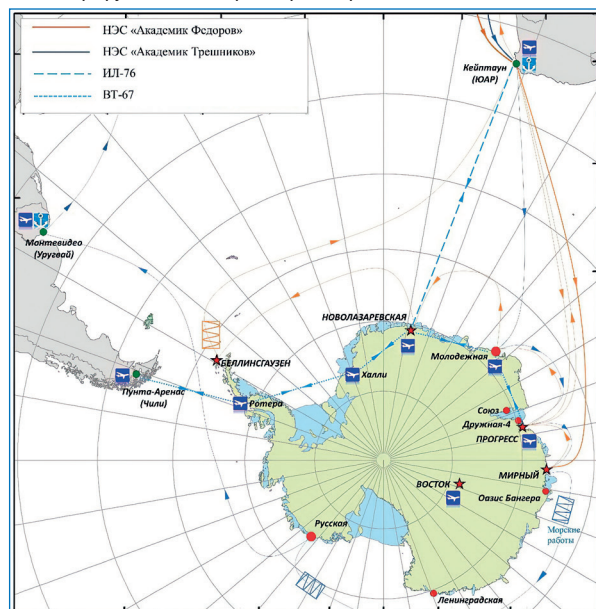 НЭС «Академик Федоров»
НЭС «Академик Трешников»
ИЛ-76
ВТ-67
Кейптаун
(ЮАР)
Монтевидео
(Уругвай)
НОВОЛАЗАРЕВСКАЯ
БЕЛЛИНСГАУЗЕН
Молодежная
Халли
Пунта-Аренас
(Чили)
Ротера
Союз
Дружная-4
ПРОГРЕСС
МИРНЫЙ
ВОСТОК
Оазис Бангера
Русская
Морские
работы
Ленинградская